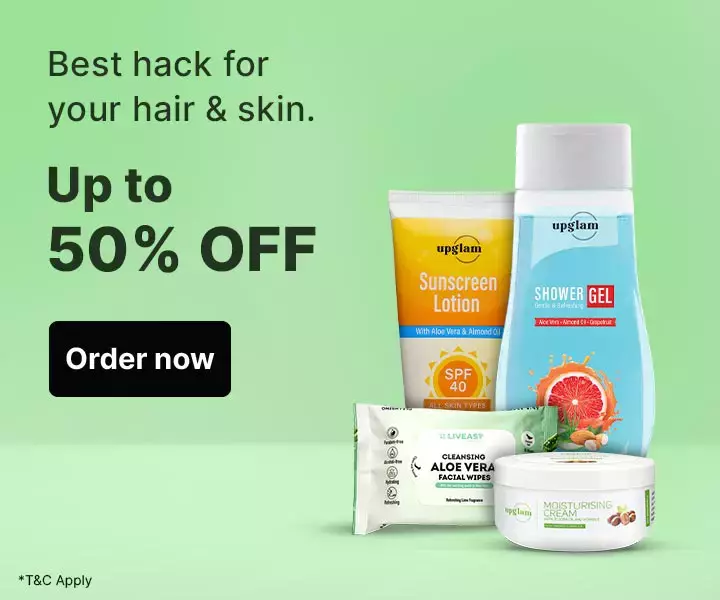 Best hack for
your hair & skin.
Up to
50% OFF
Order now
upglam
Sunscreen
Lotion
With Aloe Vera & Almond Oil
SPF
40
ALL SKIN TYPES
upglam
SHOWER GEL
Gentle & Refreshing
Aloe Vera • Almond Oil • Grapefruit
LIVEASY
CLEANSING
ALOE VERA
FACIAL WIPES
Refreshing Lime Fragrance
Paraben-free
Alcohol-free
Hydrating
Refreshing
upglam
MOISTURISING
CREAM
*T&C Apply